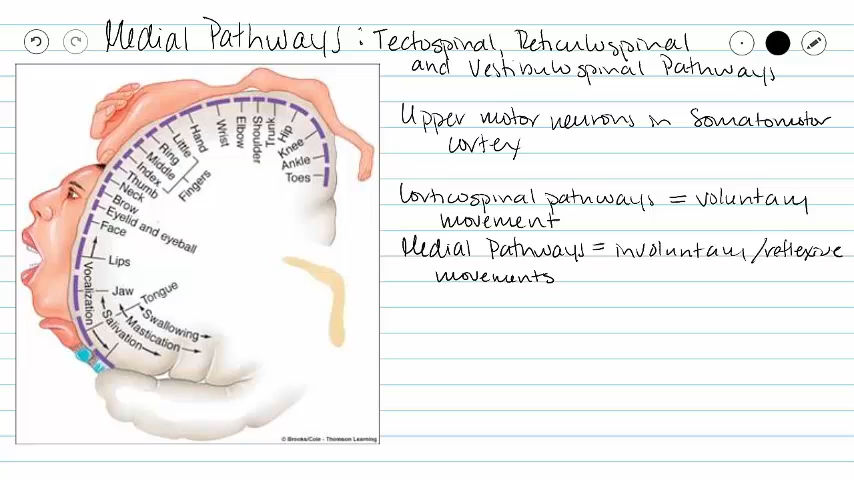 Medial Pathways: Tectospinal, Reticulospinal
and Vestibulospinal Pathways
Upper motor neurons in Somatomotor
cortex
Corticospinal pathways = voluntary
movement
Medial Pathways = involuntary/reflexive
movements
Toes
Ankle
Knee
Hip
Trunk
Shoulder
Elbow
Wrist
Hand
Little
Ring
Middle
Index
Fingers
Thumb
Neck
Brow
Eyelid and eyeball
Face
Lips
Vocalization
Jaw
Tongue
Swallowing
Mastication
Salivation
© Brooks/Cole - Thomson Learning